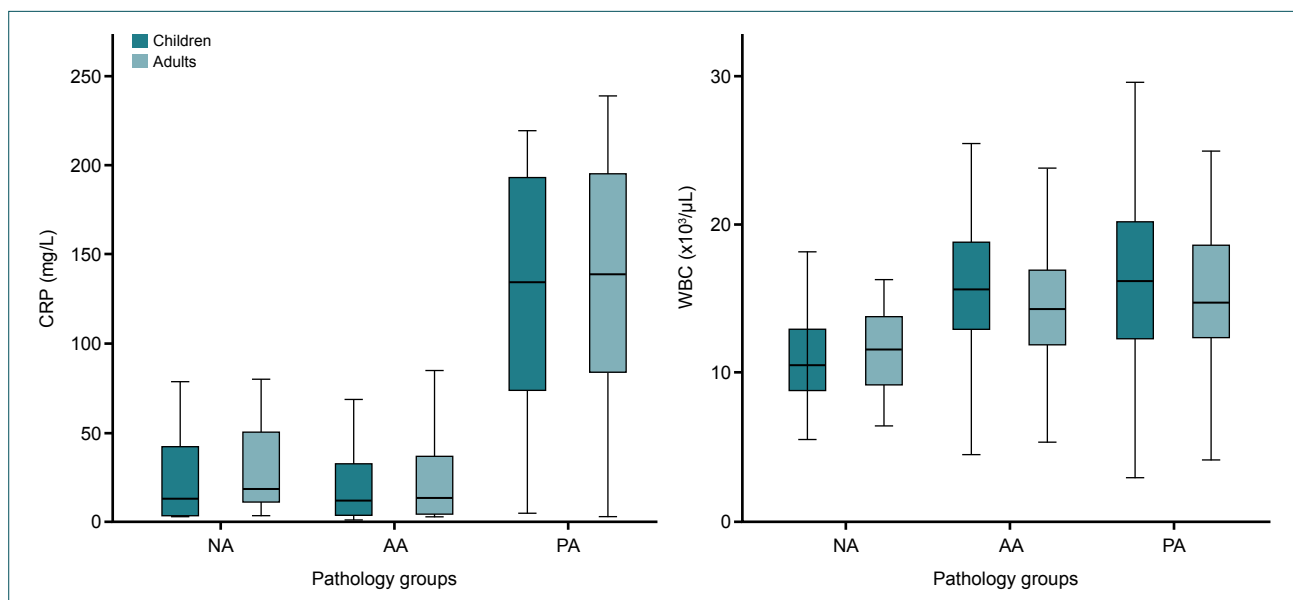 Children
Adults
250
200
150
100
50
0
CRP (mg/L)
NA
AA
PA
Pathology groups
30
20
10
0
WBC (x10³/µL)
NA
AA
PA
Pathology groups